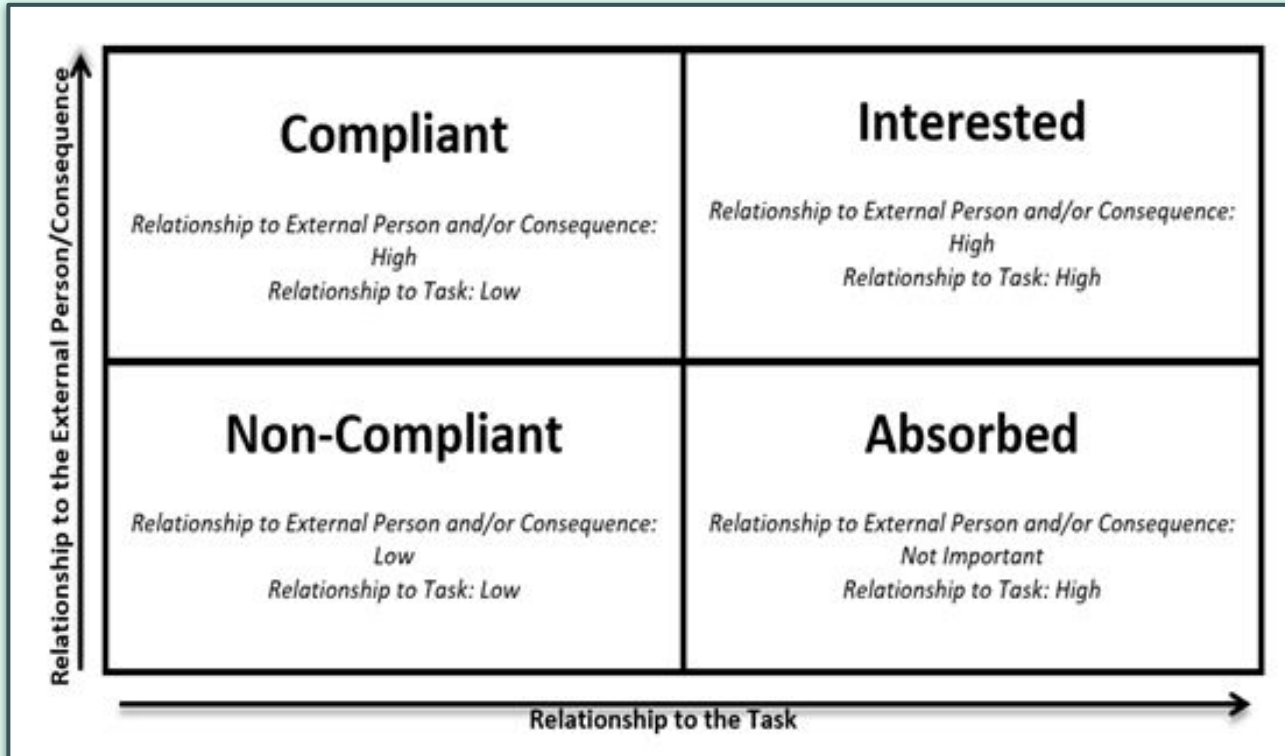 Relationship to the External Person/Consequence
Compliant
Relationship to External Person and/or Consequence:
High
Relationship to Task: Low
Interested
Relationship to External Person and/or Consequence:
High
Relationship to Task: High
Non-Compliant
Relationship to External Person and/or Consequence:
Low
Relationship to Task: Low
Absorbed
Relationship to External Person and/or Consequence:
Not Important
Relationship to Task: High
Relationship to the Task